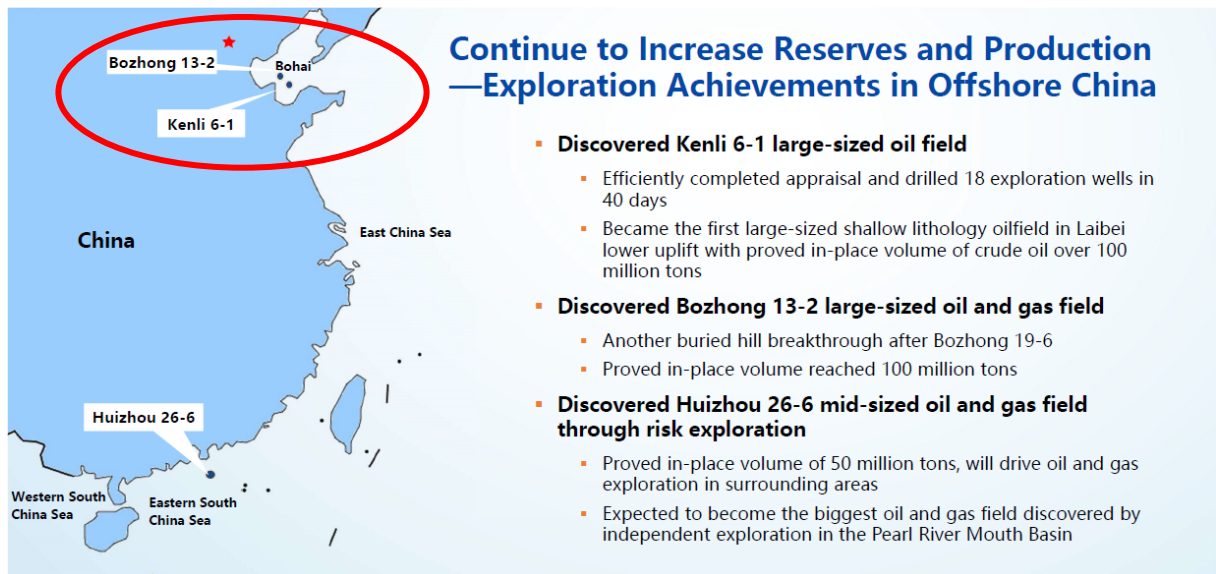 Continue to Increase Reserves and Production
—Exploration Achievements in Offshore China
Bozhong 13-2
Bohai
Kenli 6-1
China
East China Sea
Huizhou 26-6
Western South
China Sea
Eastern South
China Sea
▪ Discovered Kenli 6-1 large-sized oil field
▪ Efficiently completed appraisal and drilled 18 exploration wells in
40 days
▪ Became the first large-sized shallow lithology oilfield in Laibei
lower uplift with proved in-place volume of crude oil over 100
million tons
▪ Discovered Bozhong 13-2 large-sized oil and gas field
▪ Another buried hill breakthrough after Bozhong 19-6
▪ Proved in-place volume reached 100 million tons
▪ Discovered Huizhou 26-6 mid-sized oil and gas field
through risk exploration
▪ Proved in-place volume of 50 million tons, will drive oil and gas
exploration in surrounding areas
▪ Expected to become the biggest oil and gas field discovered by
independent exploration in the Pearl River Mouth Basin